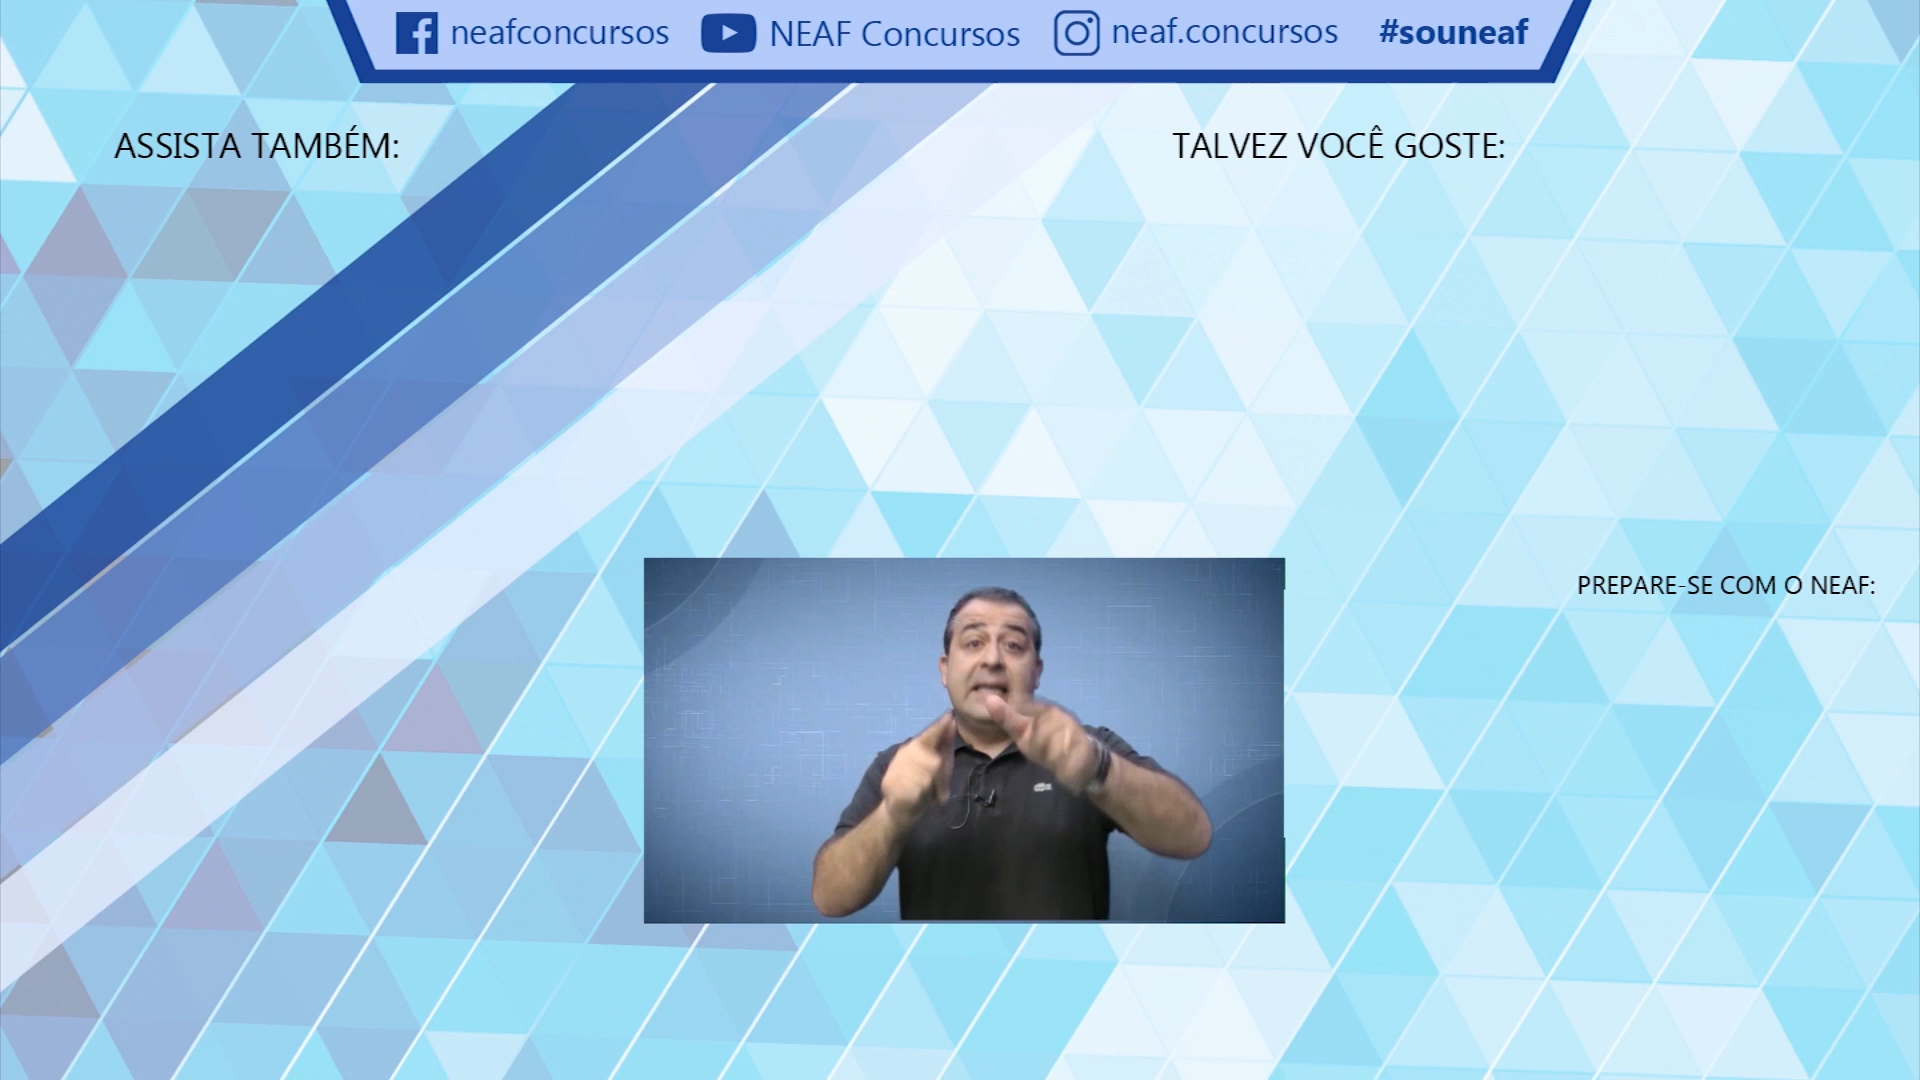 neafconcursos NEAF Concursos neaf.concursos #souneaf
ASSISTA TAMBÉM:
TALVEZ VOCÊ GOSTE:
PREPARE-SE COM O NEAF: